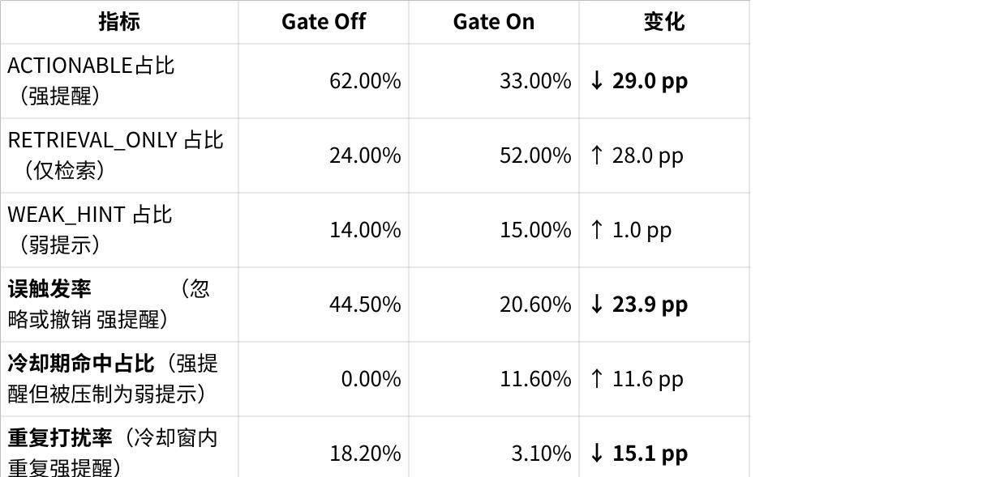 指标 Gate Off Gate On 变化
ACTIONABLE占比
（强提醒） 62.00% 33.00% ↓ 29.0 pp
RETRIEVAL_ONLY 占比
（仅检索） 24.00% 52.00% ↑ 28.0 pp
WEAK_HINT 占比
（弱提示） 14.00% 15.00% ↑ 1.0 pp
误触发率 （忽
略或撤销 强提醒） 44.50% 20.60% ↓ 23.9 pp
冷却期命中占比（强提
醒但被压制为弱提示） 0.00% 11.60% ↑ 11.6 pp
重复打扰率（冷却窗内
重复强提醒） 18.20% 3.10% ↓ 15.1 pp